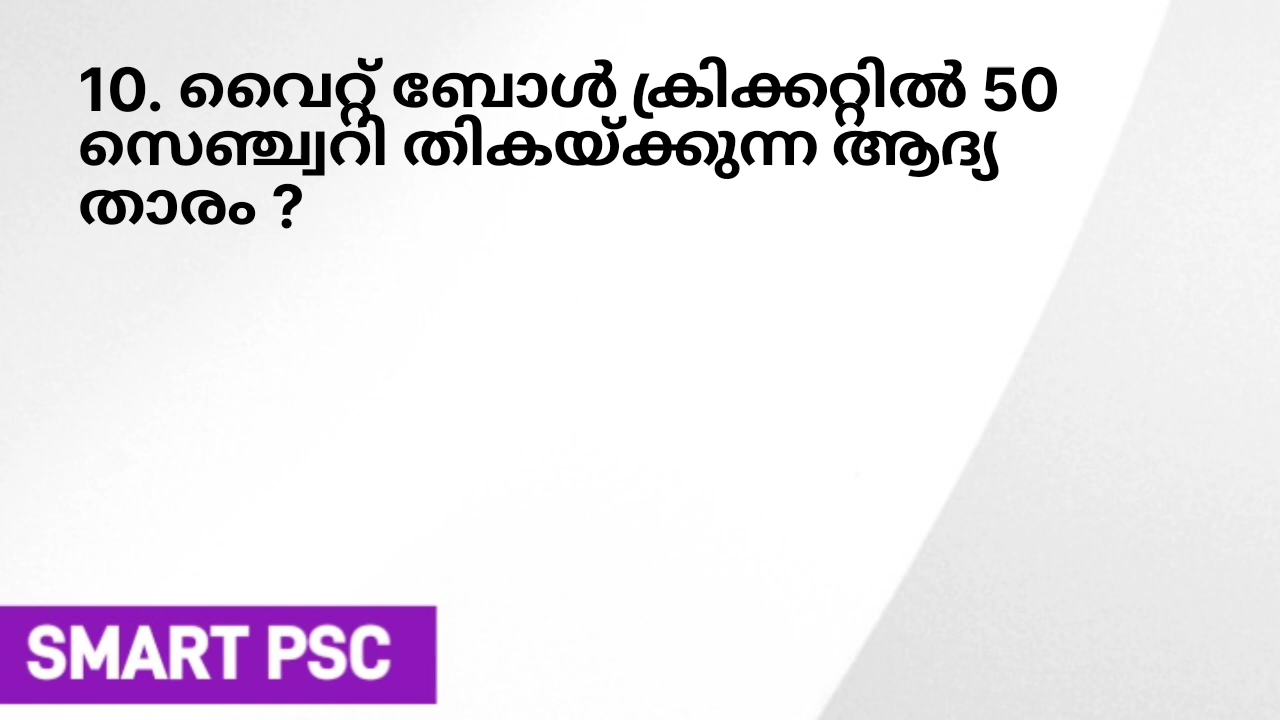 10. വൈറ്റ് ബോൾ ക്രിക്കറ്റിൽ 50
സെഞ്ച്വറി തികയ്ക്കുന്ന ആദ്യ
താരം ?
SMART PSC